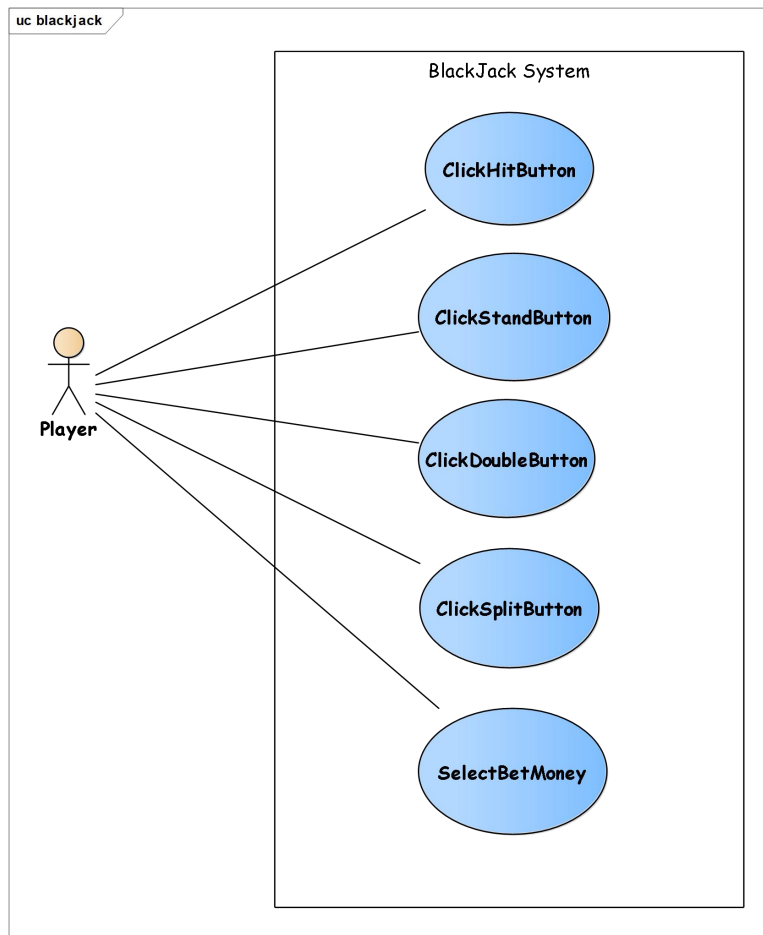 uc blackjack
BlackJack System
ClickHitButton
ClickStandButton
Player
ClickDoubleButton
ClickSplitButton
SelectBetMoney